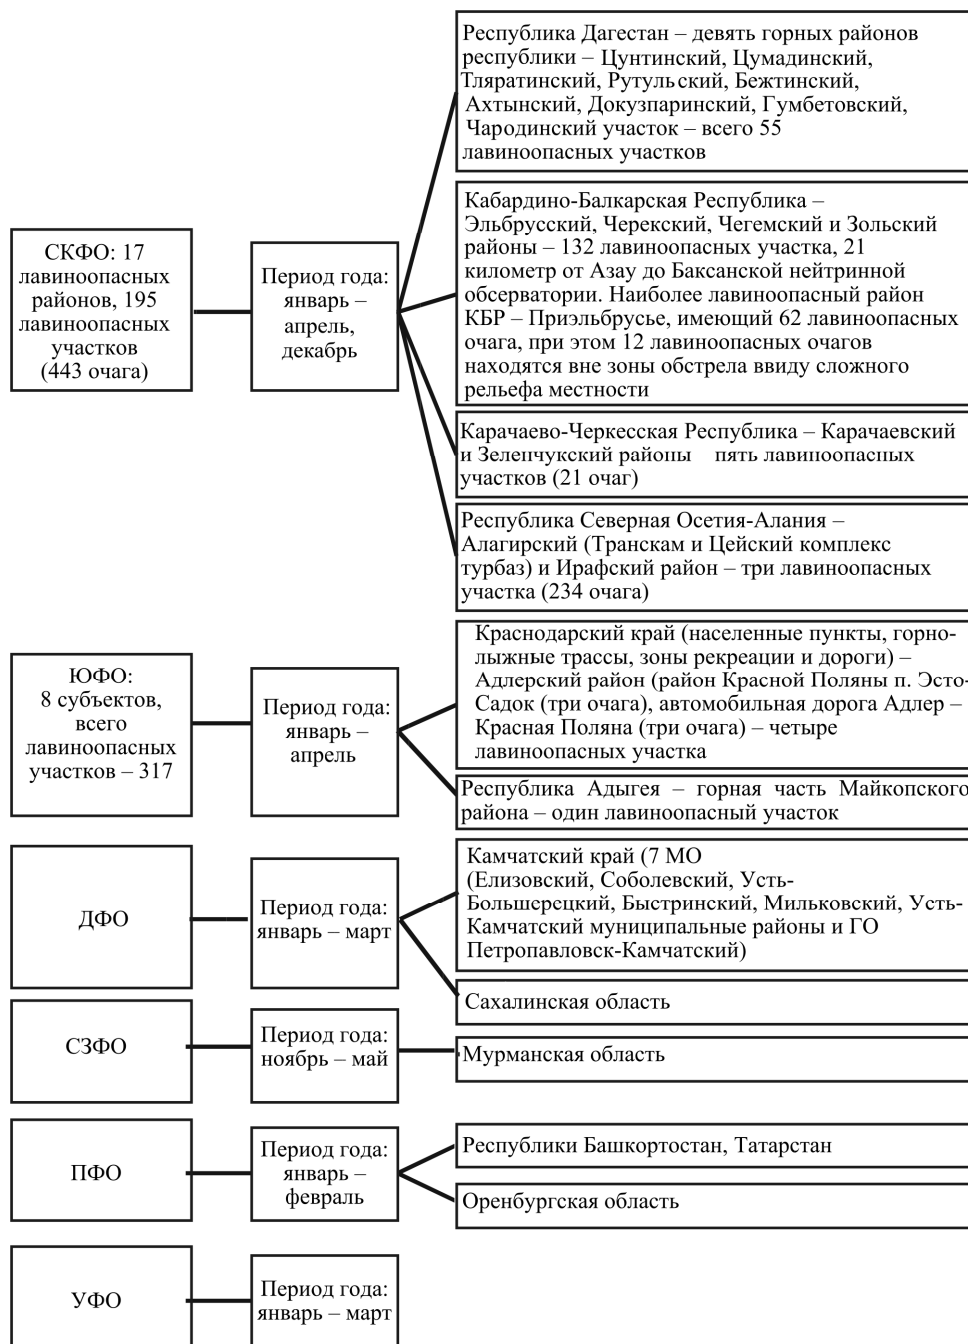 СКФО: 17
лавиноопасных
районов, 195
лавиноопасных
участков
(443 очага)
Период года:
январь –
апрель,
декабрь
Республика Дагестан – девять горных районов
республики – Цунтинский, Цумадинский,
Тляратинский, Рутульский, Бежтинский,
Ахтынский, Докузпаринский, Гумбетовский,
Чародинский участок – всего 55
лавиноопасных участков
Кабардино-Балкарская Республика –
Эльбрусский, Черекский, Чегемский и Зольский
районы – 132 лавиноопасных участка, 21
километр от Азау до Баксанской нейтринной
обсерватории. Наиболее лавиноопасный район
КБР – Приэльбрусье, имеющий 62 лавиноопасных
очага, при этом 12 лавиноопасных очагов
находятся вне зоны обстрела ввиду сложного
рельефа местности
Карачаево-Черкесская Республика – Карачаевский
и Зеленчукский районы пять лавиноопасных
участков (21 очаг)
Республика Северная Осетия-Алания –
Алагирский (Транскам и Цейский комплекс
турбаз) и Ирафский район – три лавиноопасных
участка (234 очага)
ЮФО:
8 субъектов,
всего
лавиноопасных
участков – 317
Период года:
январь –
апрель
Краснодарский край (населенные пункты, горно-
лыжные трассы, зоны рекреации и дороги) –
Адлерский район (район Красной Поляны п. Эсто-
Садок (три очага), автомобильная дорога Адлер –
Красная Поляна (три очага) – четыре
лавиноопасных участка
Республика Адыгея – горная часть Майкопского
района – один лавиноопасный участок
ДФО
Период года:
январь – март
Камчатский край (7 МО
(Елизовский, Соболевский, Усть-
Большерецкий, Быстринский, Мильковский, Усть-
Камчатский муниципальные районы и ГО
Петропавловск-Камчатский)
Сахалинская область
СЗФО
Период года:
ноябрь – май
Мурманская область
ПФО
Период года:
январь –
февраль
Республики Башкортостан, Татарстан
Оренбургская область
УФО
Период года:
январь – март